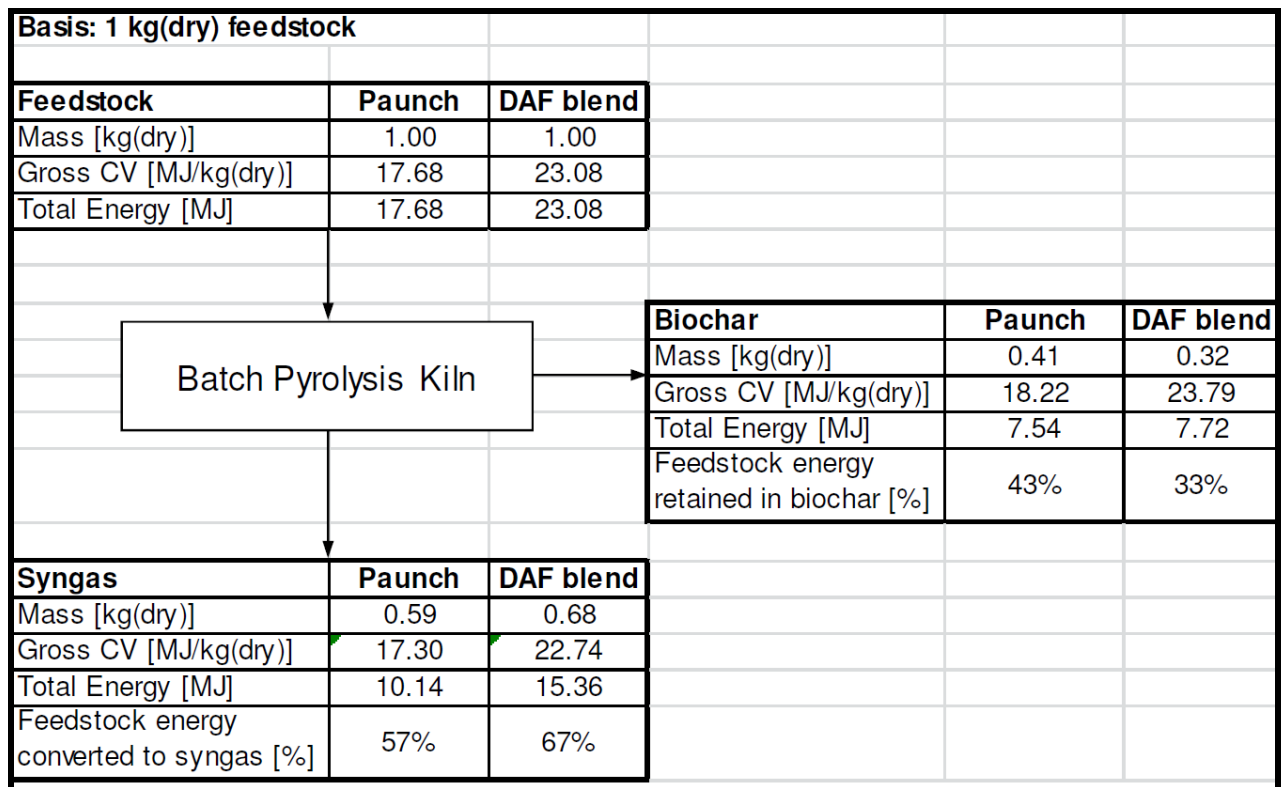 Basis: 1 kg(dry) feedstock
Feedstock Paunch DAF blend
Mass [kg(dry)] 1.00 1.00
Gross CV [MJ/kg(dry)] 17.68 23.08
Total Energy [MJ] 17.68 23.08
Batch Pyrolysis Kiln
Biochar Paunch DAF blend
Mass [kg(dry)] 0.41 0.32
Gross CV [MJ/kg(dry)] 18.22 23.79
Total Energy [MJ] 7.54 7.72
Feedstock energy
retained in biochar [%] 43% 33%
Syngas Paunch DAF blend
Mass [kg(dry)] 0.59 0.68
Gross CV [MJ/kg(dry)] 17.30 22.74
Total Energy [MJ] 10.14 15.36
Feedstock energy
converted to syngas [%] 57% 67%